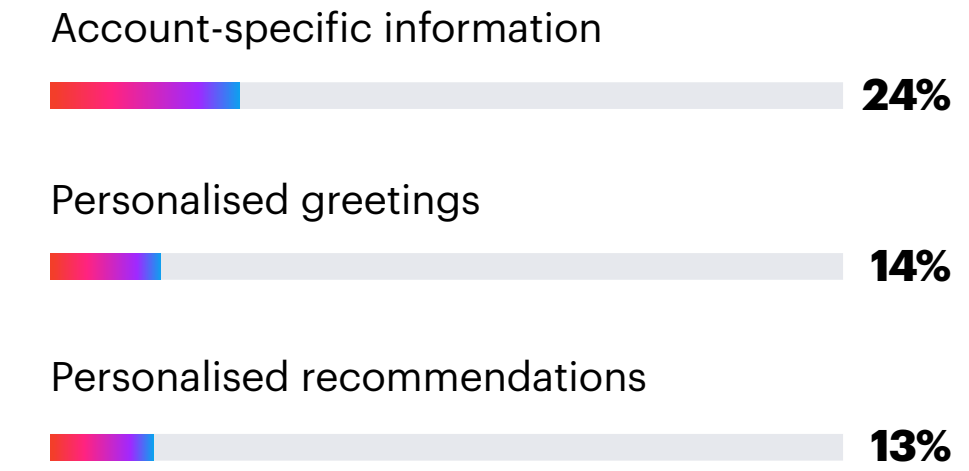 Account-specific information
24%
Personalised greetings
14%
Personalised recommendations
13%